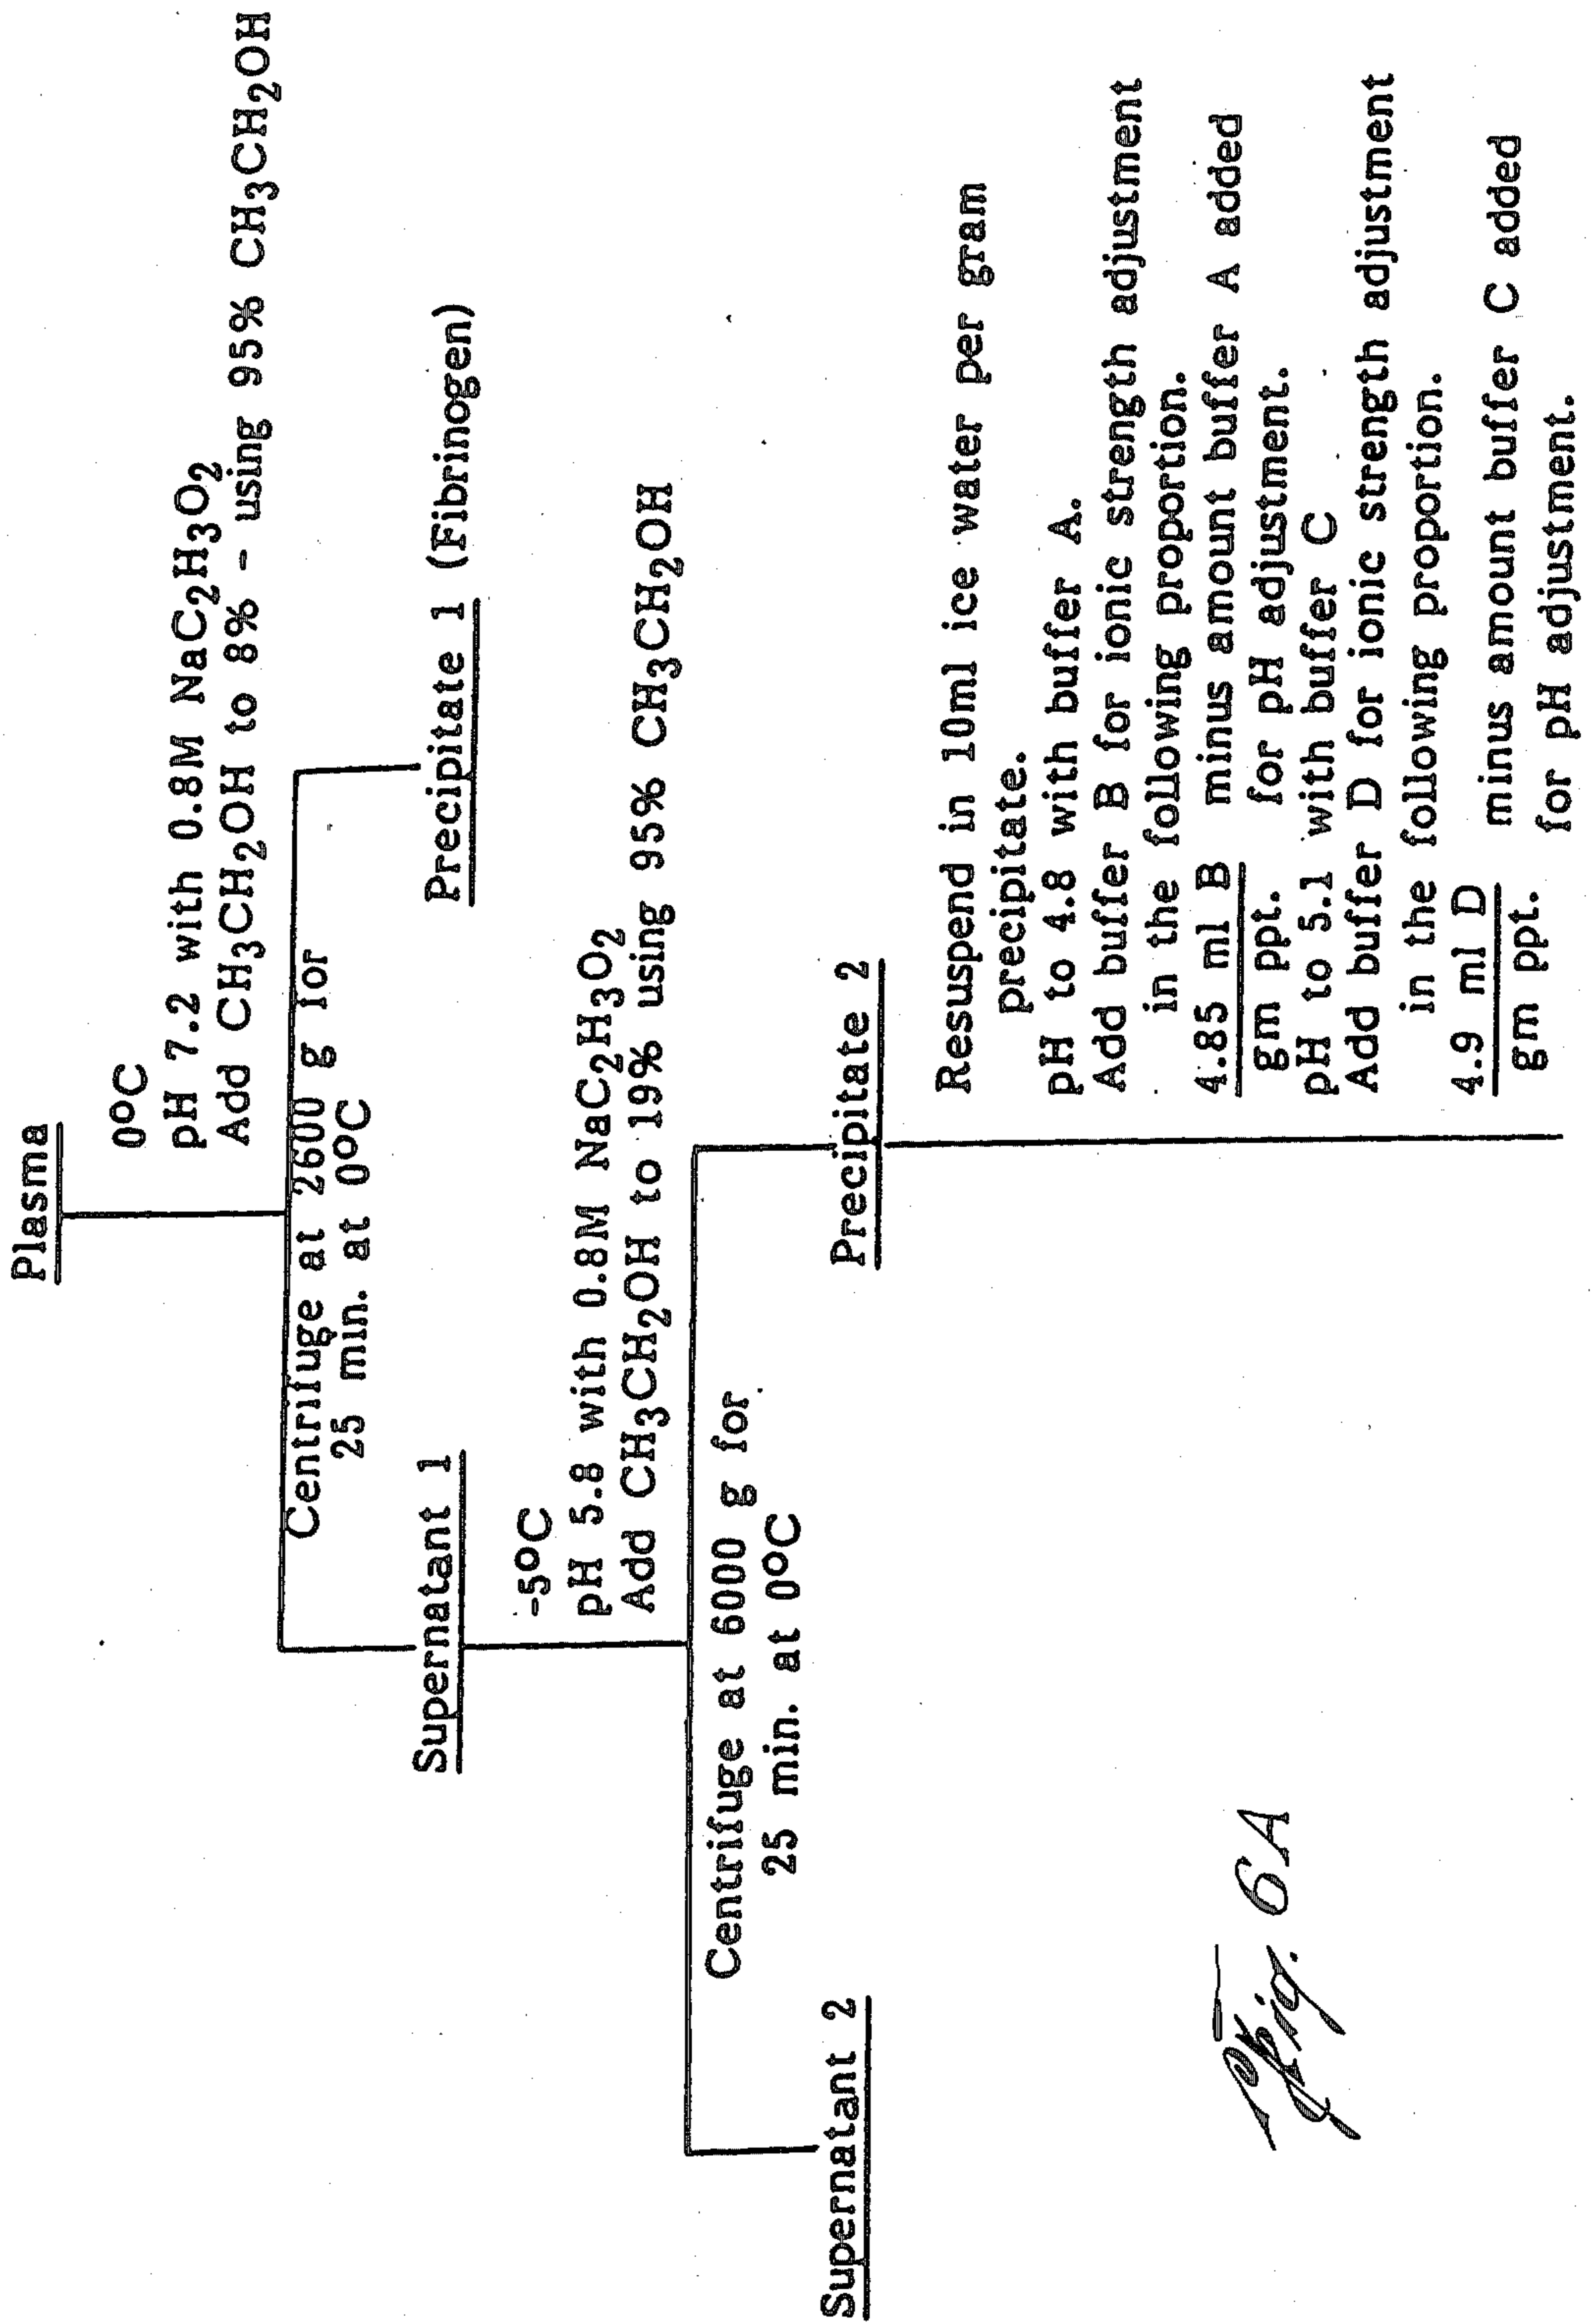 Plasma
0°C
pH 7.2 with 0.8M NaC2H3O2
Add CH3CH2OH to 8% - using 95% CH3CH2OH
Centrifuge at 2600 g for
25 min. at 0°C
Supernatant 1
Precipitate 1 (Fibrinogen)
-5°C
pH 5.8 with 0.8M NaC2H3O2
Add CH3CH2OH to 19% using 95% CH3CH2OH
Centrifuge at 6000 g for
25 min. at 0°C
Supernatant 2
Precipitate 2
Resuspend in 10ml ice water per gram
precipitate.
pH to 4.8 with buffer A.
Add buffer B for ionic strength adjustment
in the following proportion.
4.85 ml B minus amount buffer A added
gm ppt. for pH adjustment.
pH to 5.1 with buffer C
Add buffer D for ionic strength adjustment
in the following proportion.
4.9 ml D minus amount buffer C added
gm ppt. for pH adjustment.
Fig. 6A